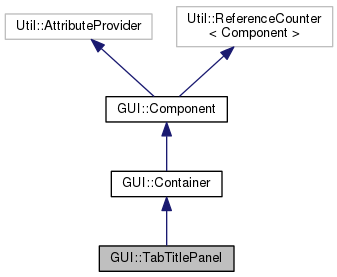 Util::AttributeProvider
Util::ReferenceCounter
< Component >
GUI::Component
GUI::Container
GUI::TabTitlePanel